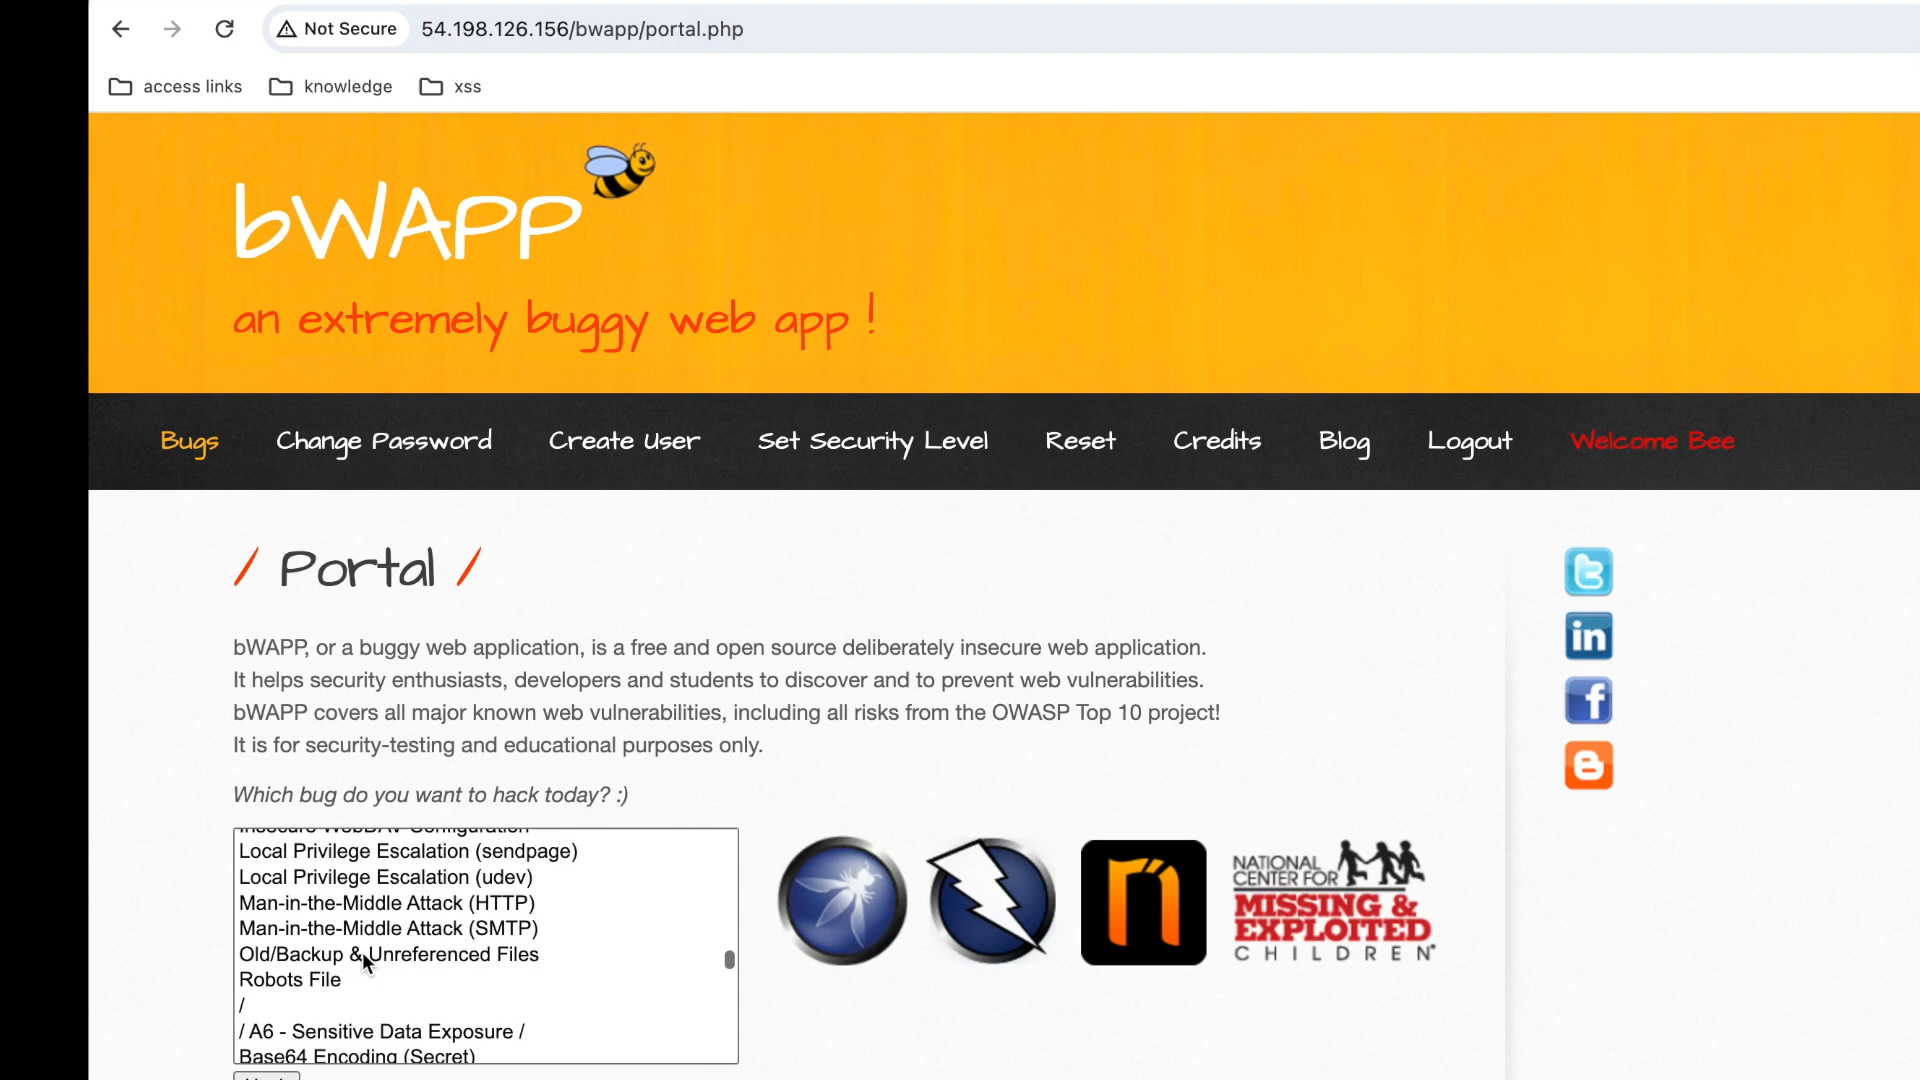 Not Secure 54.198.126.156/bwapp/portal.php
access links knowledge xss
bWAPP
an extremely buggy web app !
Bugs Change Password Create User Set Security Level Reset Credits Blog Logout Welcome Bee
/ Portal /
bWAPP, or a buggy web application, is a free and open source deliberately insecure web application.
It helps security enthusiasts, developers and students to discover and to prevent web vulnerabilities.
bWAPP covers all major known web vulnerabilities, including all risks from the OWASP Top 10 project!
It is for security-testing and educational purposes only.
Which bug do you want to hack today? :)
Insecure WebDAV Configuration
Local Privilege Escalation (sendpage)
Local Privilege Escalation (udev)
Man-in-the-Middle Attack (HTTP)
Man-in-the-Middle Attack (SMTP)
Old/Backup & Unreferenced Files
Robots File
/
/ A6 - Sensitive Data Exposure /
Base64 Encoding (Secret)
NATIONAL
CENTER FOR
MISSING &
EXPLOITED
CHILDREN